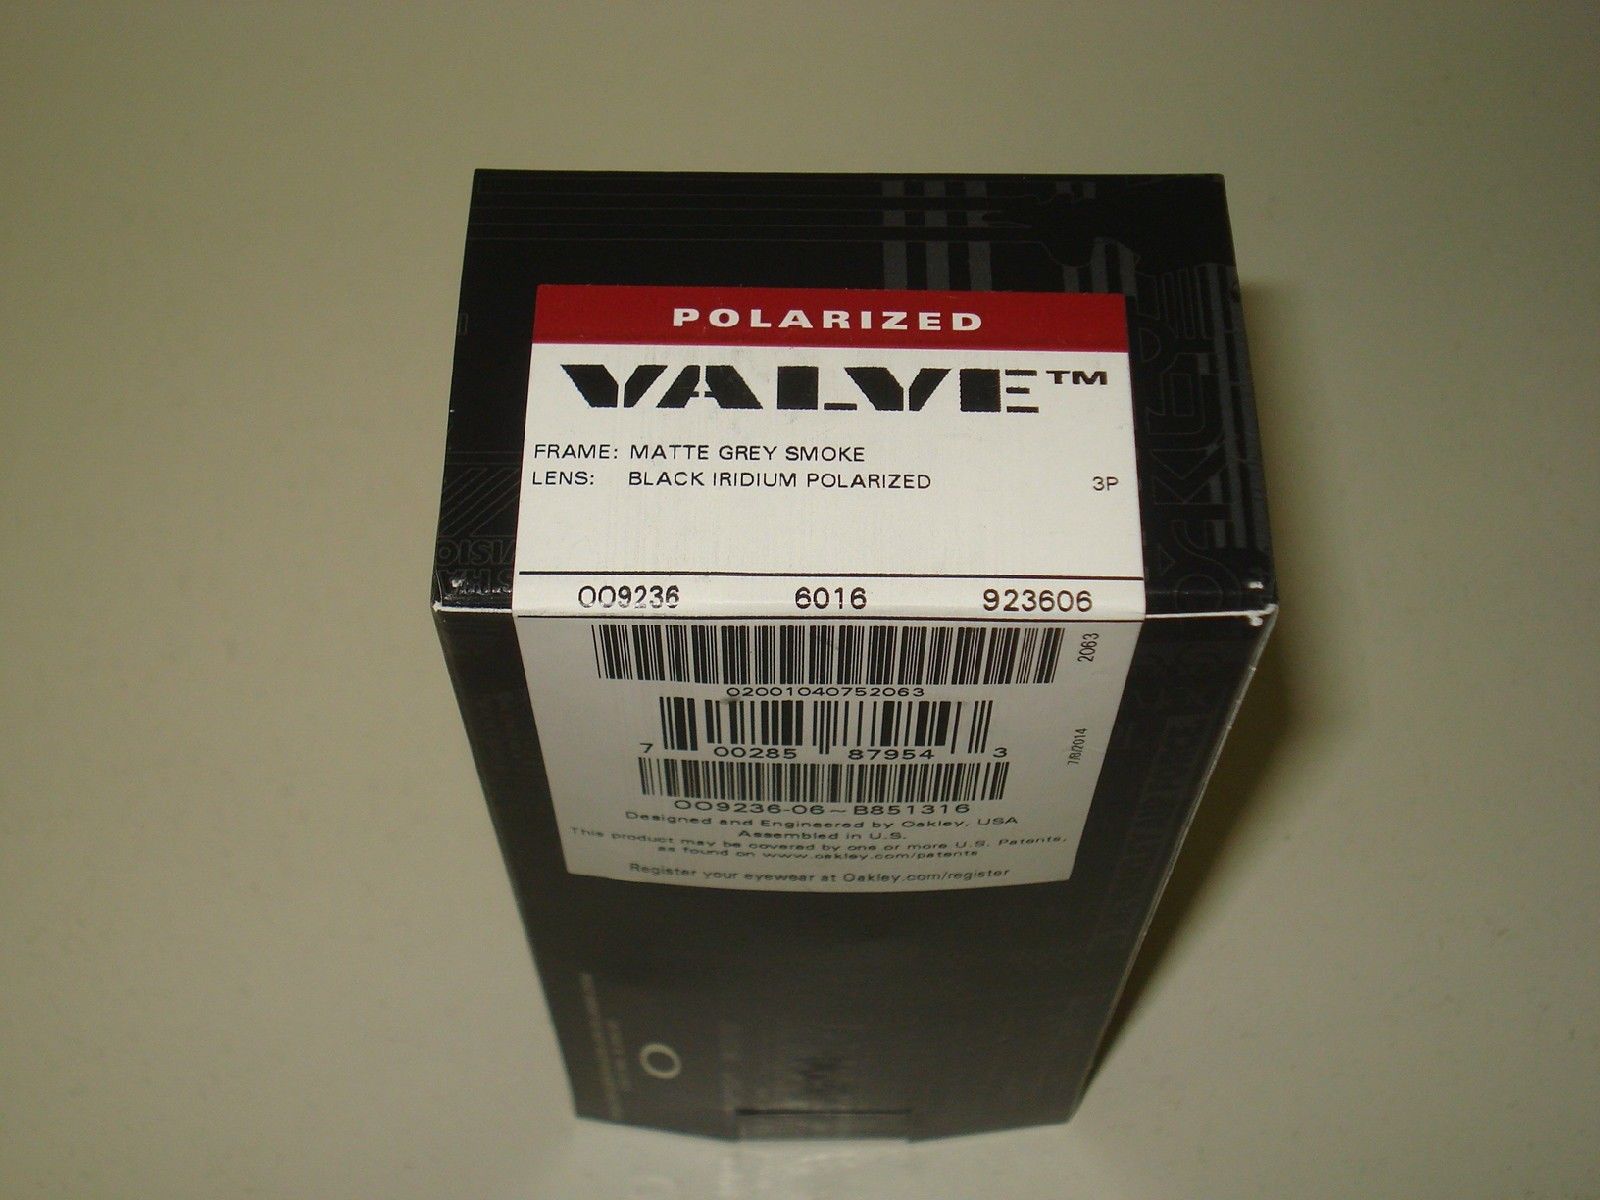 POLARIZED
VALVE™
FRAME: MATTE GREY SMOKE
LENS: BLACK IRIDIUM POLARIZED 3P
OO9236 6016 923606
2063
02001040752063
7 00285 87954 3
7/8/2014
OO9236-06~B851316
Designed and Engineered by Oakley, USA
Assembled in U.S.
This product may be covered by one or more U.S. Patents,
as found on www.oakley.com/patents
Register your eyewear at Oakley.com/register